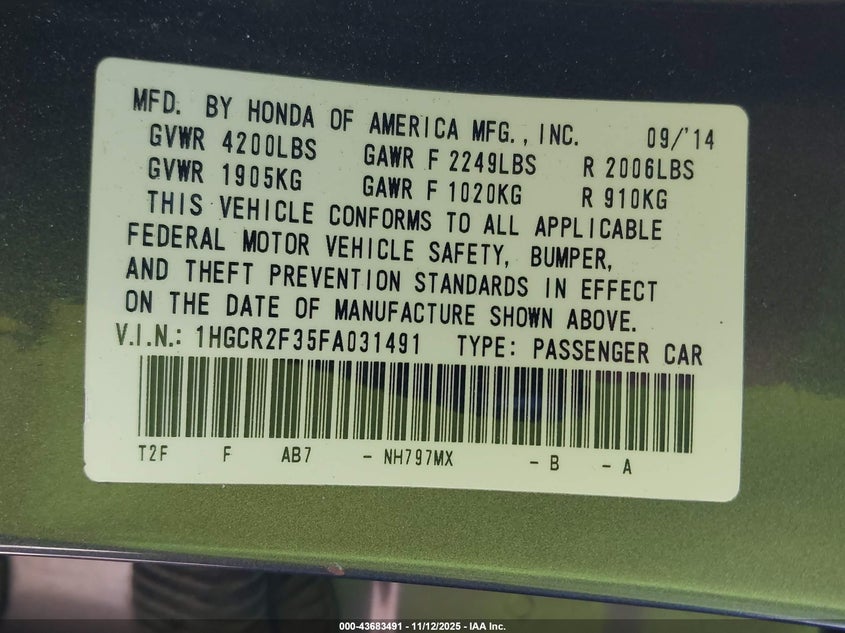 MFD. BY HONDA OF AMERICA MFG., INC. 09/'14
GVWR 4200LBS GAWR F 2249LBS R 2006LBS
GVWR 1905KG GAWR F 1020KG R 910KG
THIS VEHICLE CONFORMS TO ALL APPLICABLE
FEDERAL MOTOR VEHICLE SAFETY, BUMPER,
AND THEFT PREVENTION STANDARDS IN EFFECT
ON THE DATE OF MANUFACTURE SHOWN ABOVE.
V.I.N.: 1HGCR2F35FA031491 TYPE: PASSENGER CAR
T2F F AB7 - NH797MX - B - A
000-43683491 - 11/12/2025 - IAA Inc.